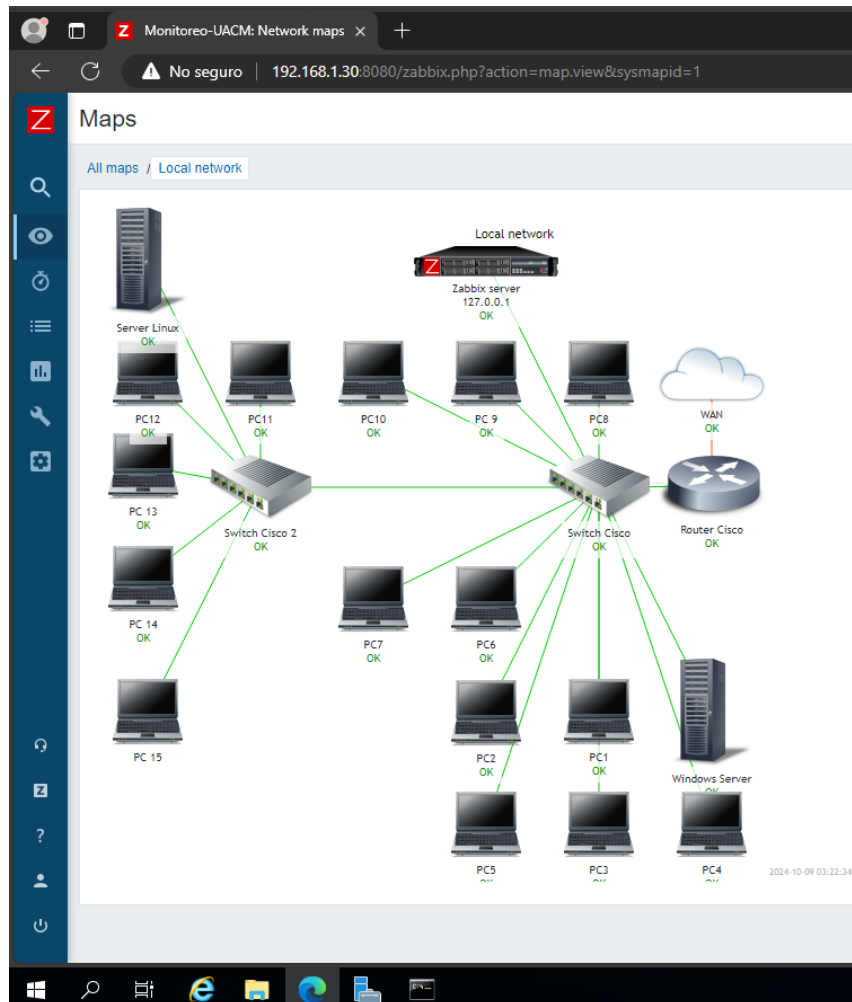 Monitoreo-UACM: Network maps
No seguro | 192.168.1.30:8080/zabbix.php?action=map.view&sysmapid=1
Z
Maps
All maps / Local network
Local network
Z
Zabbix server
127.0.0.1
OK
Server Linux
OK
PC12
OK
PC11
OK
PC10
OK
PC 9
OK
PC8
OK
WAN
OK
PC 13
OK
Switch Cisco 2
OK
Switch Cisco
OK
Router Cisco
OK
PC 14
OK
PC7
OK
PC6
OK
PC 15
PC2
OK
PC1
OK
Windows Server
OK
PC5
OK
PC3
OK
PC4
OK
2024-10-09 03:22:34
Z
?